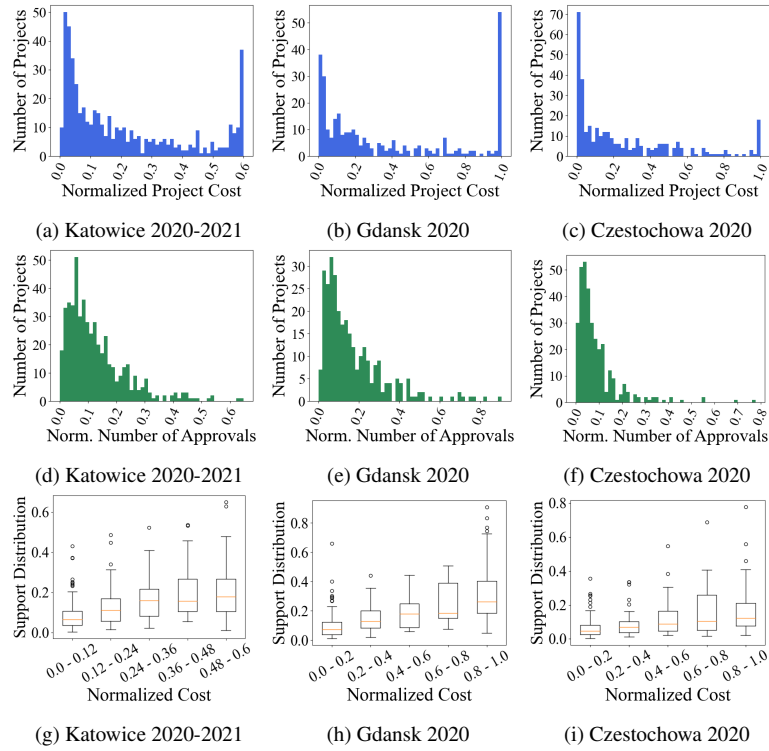 50
40
30
20
10
0
Number of Projects
0.0 0.1 0.2 0.3 0.4 0.5 0.6
Normalized Project Cost
(a) Katowice 2020-2021
50
40
30
20
10
0
Number of Projects
0.0 0.2 0.4 0.6 0.8 1.0
Normalized Project Cost
(b) Gdansk 2020
70
60
50
40
30
20
10
0
Number of Projects
0.0 0.2 0.4 0.6 0.8 1.0
Normalized Project Cost
(c) Czestochowa 2020
50
40
30
20
10
0
Number of Projects
0.0 0.1 0.2 0.3 0.4 0.5 0.6
Norm. Number of Approvals
(d) Katowice 2020-2021
30
25
20
15
10
5
0
Number of Projects
0.0 0.2 0.4 0.6 0.8
Norm. Number of Approvals
(e) Gdansk 2020
50
40
30
20
10
0
Number of Projects
0.0 0.1 0.2 0.3 0.4 0.5 0.6 0.7 0.8
Norm. Number of Approvals
(f) Czestochowa 2020
0.6
0.4
0.2
0.0
Support Distribution
0.0 - 0.12 0.12 - 0.24 0.24 - 0.36 0.36 - 0.48 0.48 - 0.6
Normalized Cost
(g) Katowice 2020-2021
0.8
0.6
0.4
0.2
0.0
Support Distribution
0.0 - 0.2 0.2 - 0.4 0.4 - 0.6 0.6 - 0.8 0.8 - 1.0
Normalized Cost
(h) Gdansk 2020
0.8
0.6
0.4
0.2
0.0
Support Distribution
0.0 - 0.2 0.2 - 0.4 0.4 - 0.6 0.6 - 0.8 0.8 - 1.0
Normalized Cost
(i) Czestochowa 2020